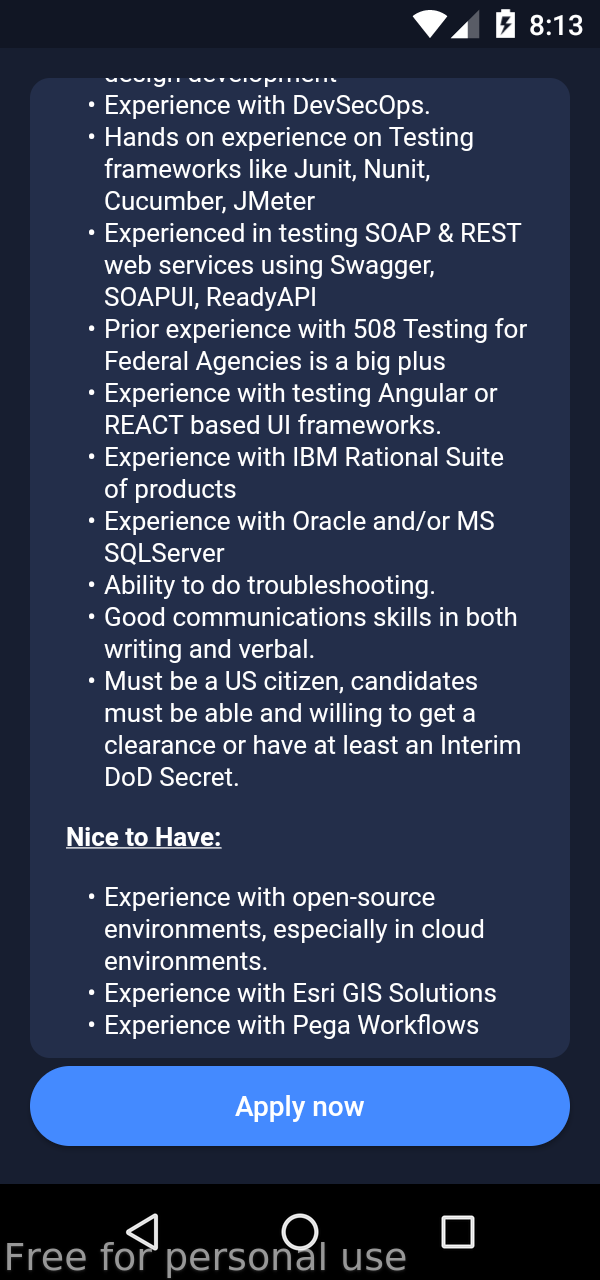 8:13
design development
• Experience with DevSecOps.
• Hands on experience on Testing
frameworks like Junit, Nunit,
Cucumber, JMeter
• Experienced in testing SOAP & REST
web services using Swagger,
SOAPUI, ReadyAPI
• Prior experience with 508 Testing for
Federal Agencies is a big plus
• Experience with testing Angular or
REACT based UI frameworks.
• Experience with IBM Rational Suite
of products
• Experience with Oracle and/or MS
SQLServer
• Ability to do troubleshooting.
• Good communications skills in both
writing and verbal.
• Must be a US citizen, candidates
must be able and willing to get a
clearance or have at least an Interim
DoD Secret.
Nice to Have:
• Experience with open-source
environments, especially in cloud
environments.
• Experience with Esri GIS Solutions
• Experience with Pega Workflows
Apply now
Free for personal use